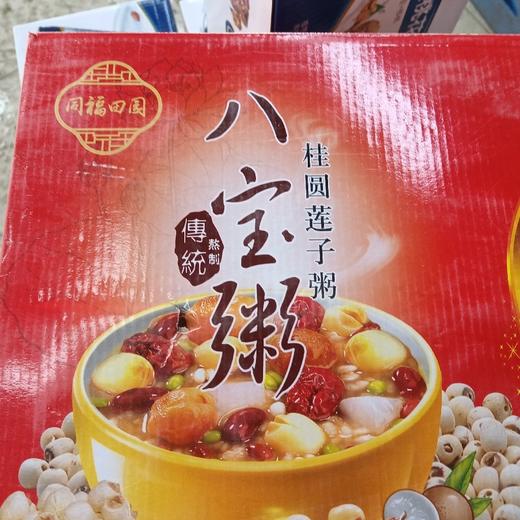 同福田园
八宝粥
桂圆莲子粥
傳統
熬制